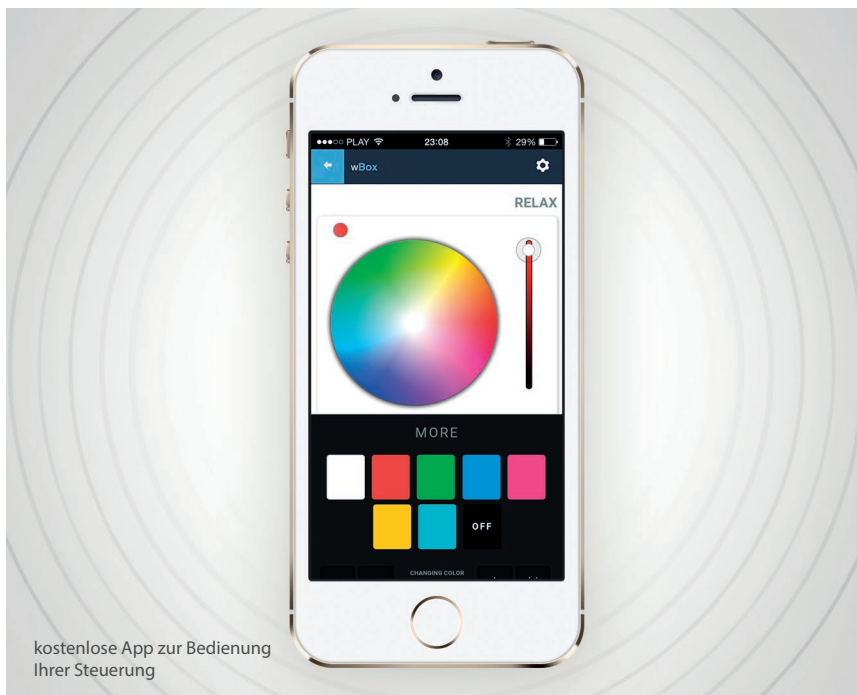 PLAY 23:08 29%
wBox
RELAX
MORE
OFF
CHANGING COLOR
kostenlose App zur Bedienung
Ihrer Steuerung